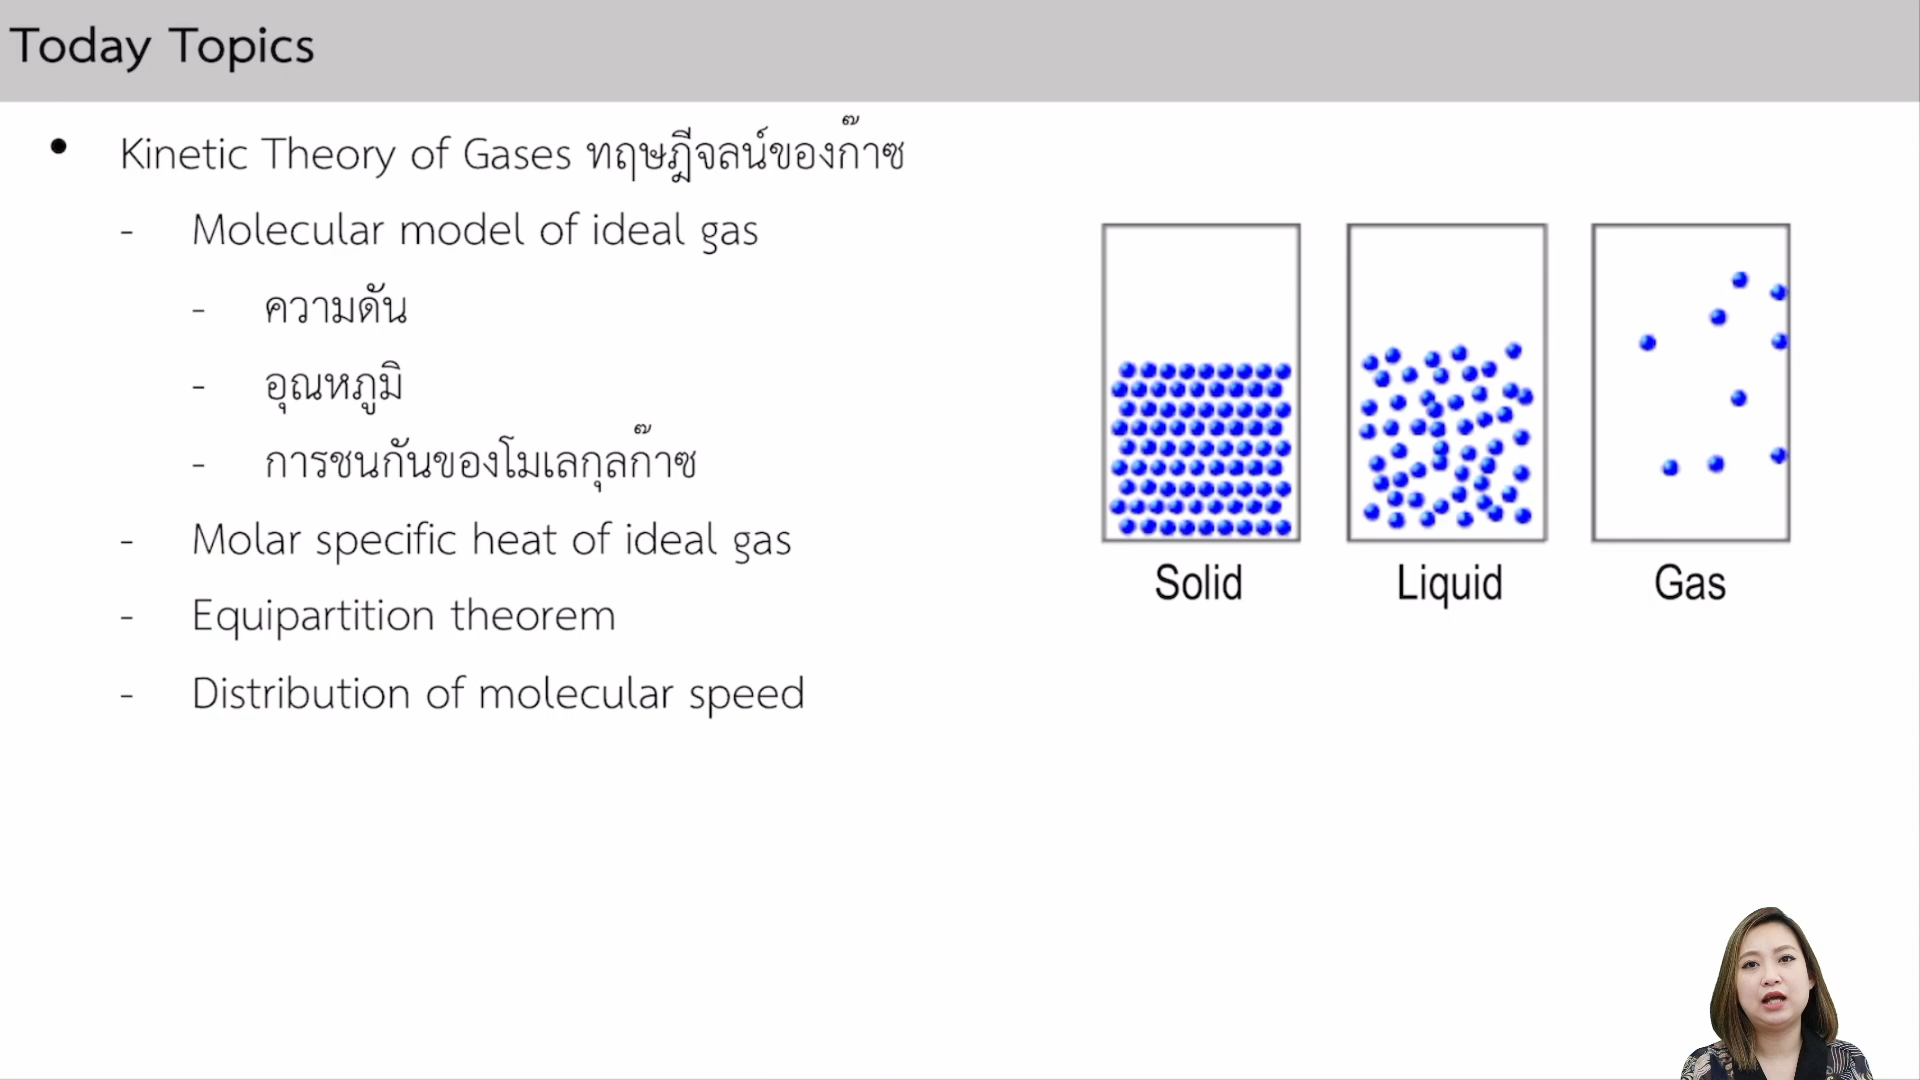 Today Topics
• Kinetic Theory of Gases ทฤษฎีจลน์ของก๊าซ
- Molecular model of ideal gas
- ความดัน
- อุณหภูมิ
- การชนกันของโมเลกุลก๊าซ
- Molar specific heat of ideal gas
- Equipartition theorem
- Distribution of molecular speed
Solid
Liquid
Gas